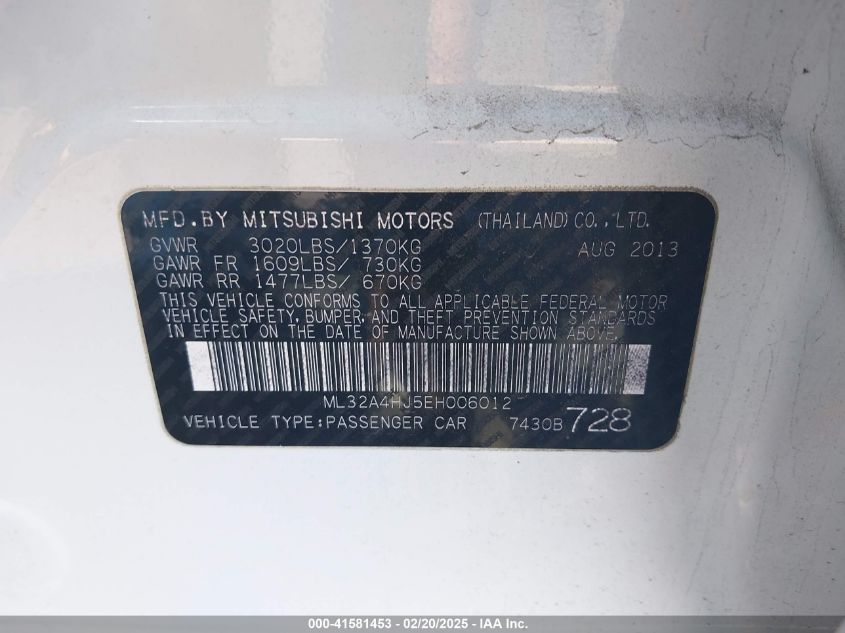 MFD.BY MITSUBISHI MOTORS (THAILAND)CO.,LTD.
GVWR 3020LBS/1370KG AUG 2013
GAWR FR 1609LBS/ 730KG
GAWR RR 1477LBS/ 670KG
THIS VEHICLE CONFORMS TO ALL APPLICABLE FEDERAL MOTOR
VEHICLE SAFETY, BUMPER, AND THEFT PREVENTION STANDARDS
IN EFFECT ON THE DATE OF MANUFACTURE SHOWN ABOVE.
ML32A4HJ5EH006012
VEHICLE TYPE:PASSENGER CAR 7430B 728
000-41581453 - 02/20/2025 - IAA Inc.